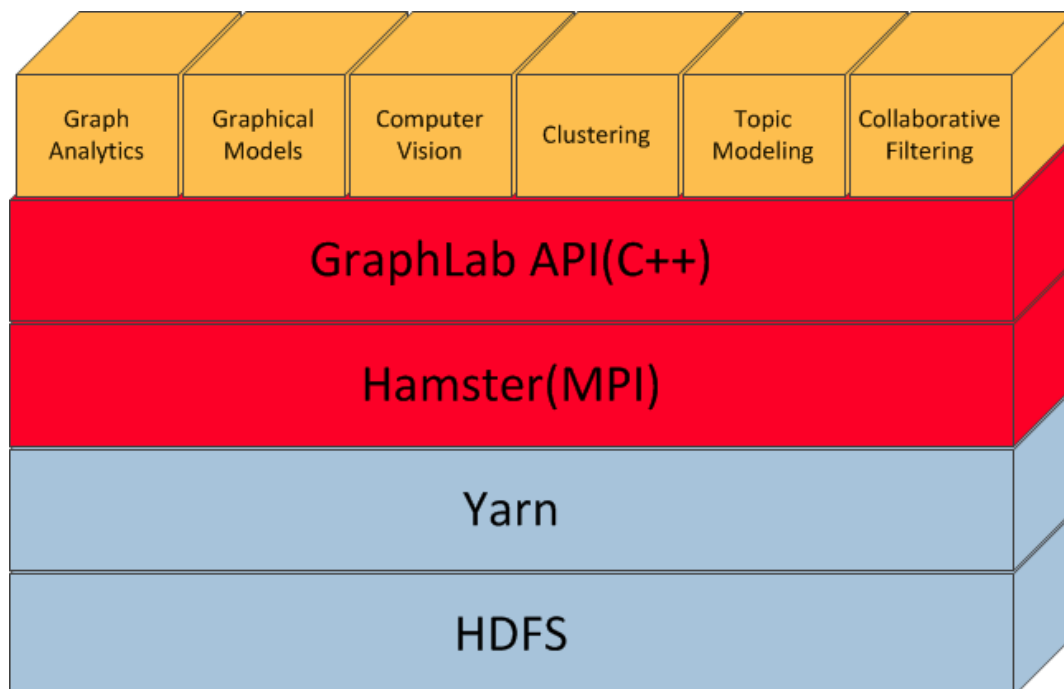 Graph
Analytics
Graphical
Models
Computer
Vision
Clustering
Topic
Modeling
Collaborative
Filtering
GraphLab API(C++)
Hamster(MPI)
Yarn
HDFS